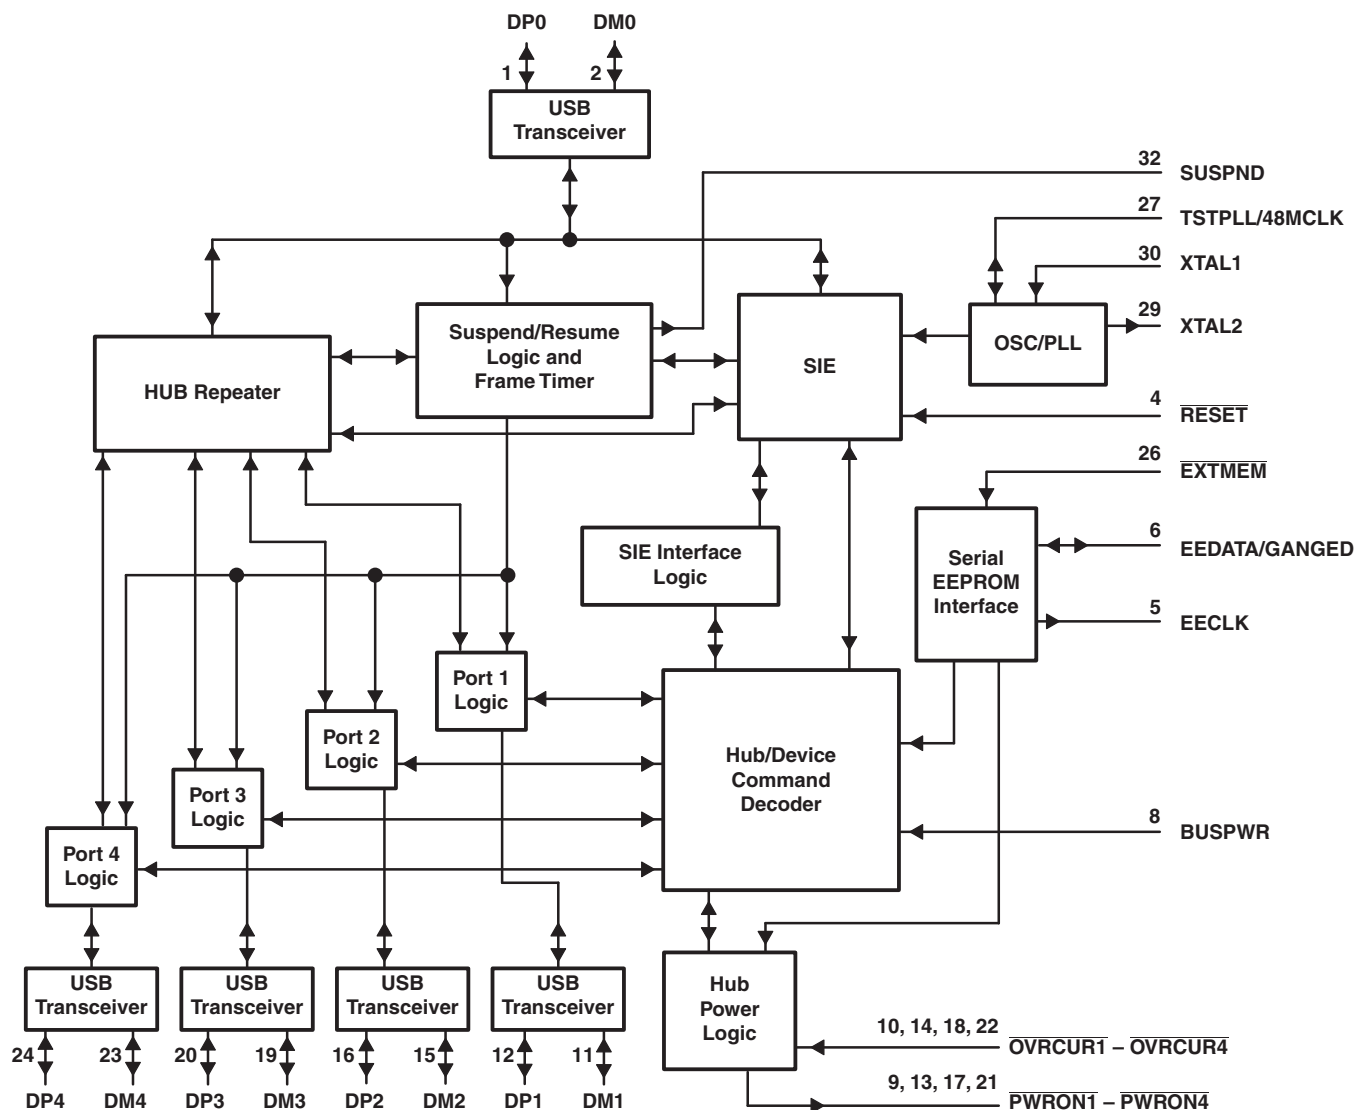 DP0 DM0
1 2
USB
Transceiver
32 SUSPND
27 TSTPLL/48MCLK
30 XTAL1
29 XTAL2
OSC/PLL
Suspend/Resume
Logic and
Frame Timer
SIE
HUB Repeater
4 RESET
26 EXTMEM
6 EEDATA/GANGED
5 EECLK
Serial
EEPROM
Interface
SIE Interface
Logic
Port 1
Logic
Port 2
Logic
Port 3
Logic
Port 4
Logic
Hub/Device
Command
Decoder
8 BUSPWR
USB
Transceiver
USB
Transceiver
USB
Transceiver
USB
Transceiver
Hub
Power
Logic
10, 14, 18, 22
OVRCUR1 – OVRCUR4
9, 13, 17, 21
PWRON1 – PWRON4
24 23 20 19 16 15 12 11
DP4 DM4 DP3 DM3 DP2 DM2 DP1 DM1